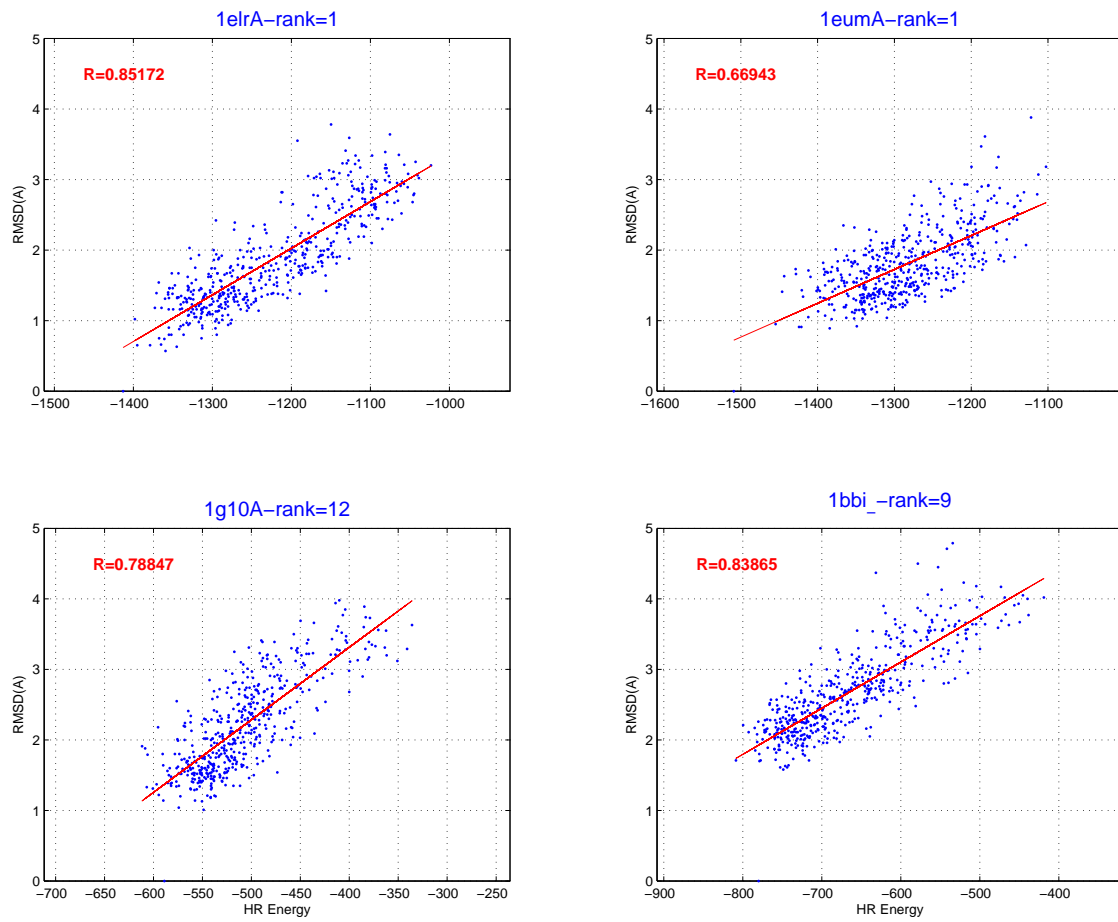 1elrA−rank=1
R=0.85172
RMSD(A)
5
4
3
2
1
0
−1500 −1400 −1300 −1200 −1100 −1000
1eumA−rank=1
R=0.66943
RMSD(A)
5
4
3
2
1
0
−1600 −1500 −1400 −1300 −1200 −1100
1g10A−rank=12
R=0.78847
RMSD(A)
5
4
3
2
1
0
−700 −650 −600 −550 −500 −450 −400 −350 −300 −250
HR Energy
1bbi_−rank=9
R=0.83865
RMSD(A)
5
4
3
2
1
0
−900 −800 −700 −600 −500 −400
HR Energy